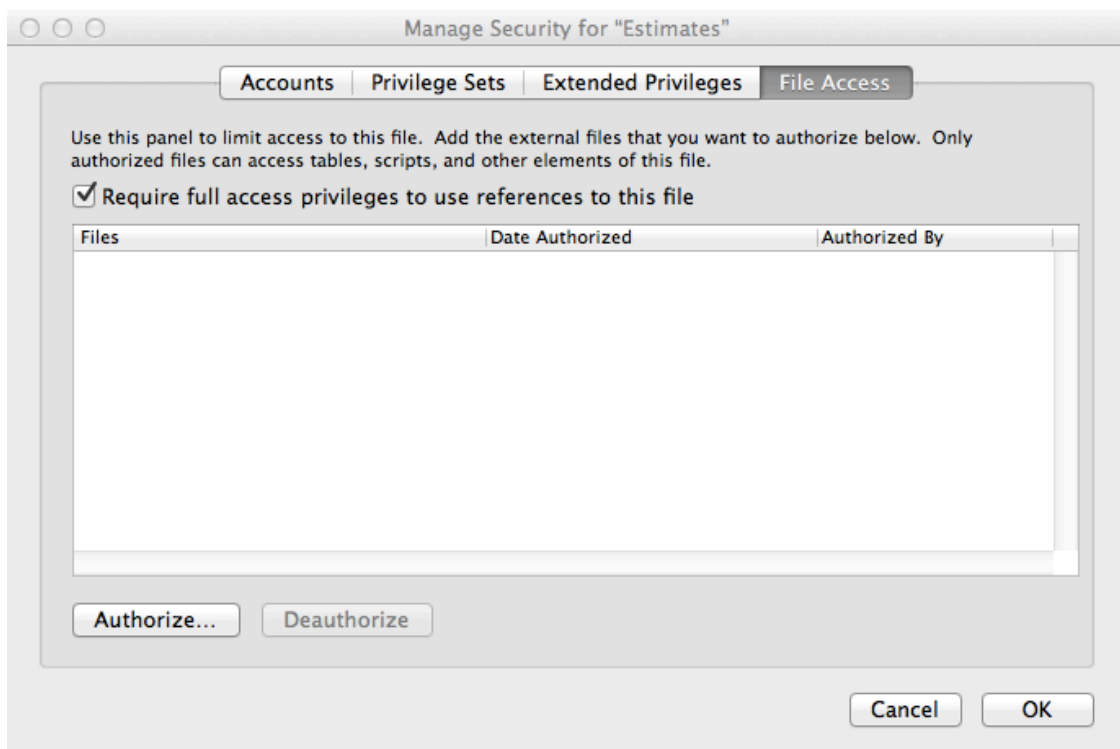 Manage Security for “Estimates”
Accounts Privilege Sets Extended Privileges File Access
Use this panel to limit access to this file.  Add the external files that you want to authorize below.  Only
authorized files can access tables, scripts, and other elements of this file.
Require full access privileges to use references to this file
Files Date Authorized Authorized By
Authorize... Deauthorize
Cancel OK